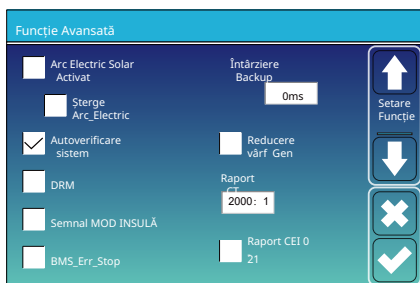 Funcție Avansată
Arc Electric Solar
Activat
Șterge
Arc_Electric
Autoverificare
sistem
DRM
Semnal MOD INSULĂ
BMS_Err_Stop
Întârziere
Backup
0ms
Reducere
vârf Gen
Raport
CT
2000: 1
Raport CEI 0
21
Setare
Funcție